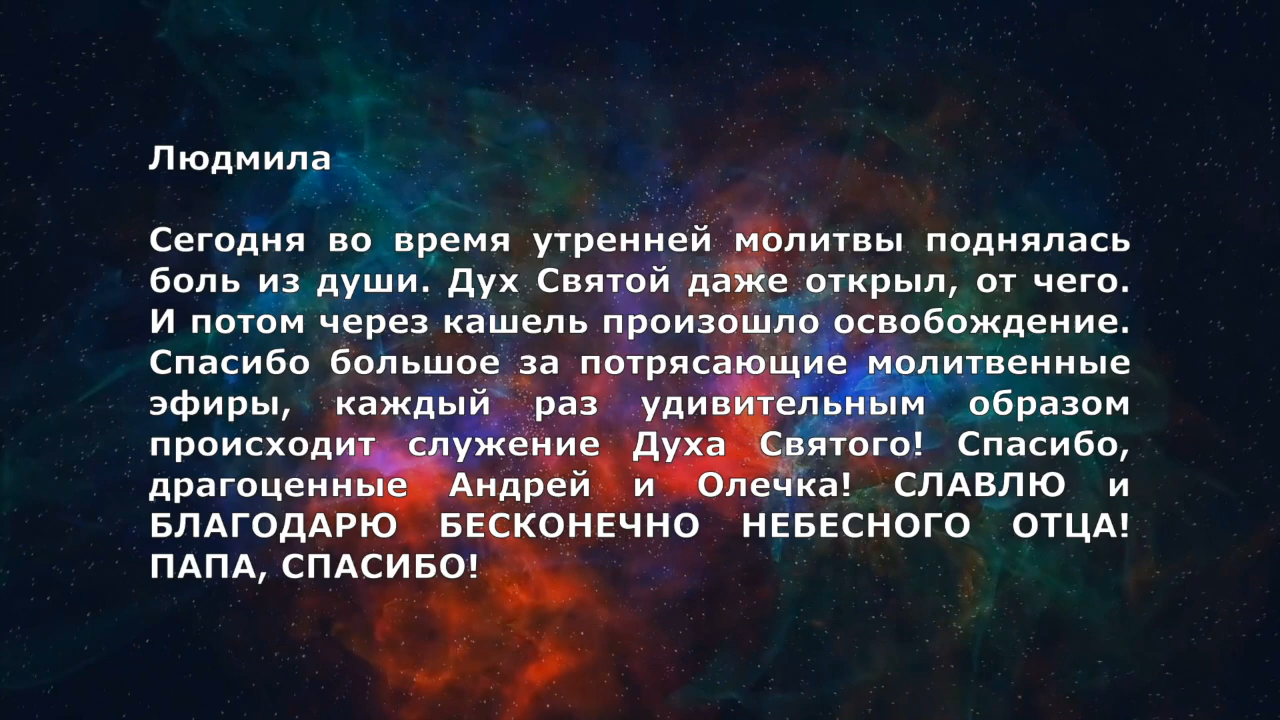 Людмила
Сегодня во время утренней молитвы поднялась
боль из души. Дух Святой даже открыл, от чего.
И потом через кашель произошло освобождение.
Спасибо большое за потрясающие молитвенные
эфиры, каждый раз удивительным образом
происходит служение Духа Святого! Спасибо,
драгоценные Андрей и Олечка! СЛАВЛЮ и
БЛАГОДАРЮ БЕСКОНЕЧНО НЕБЕСНОГО ОТЦА!
ПАПА, СПАСИБО!